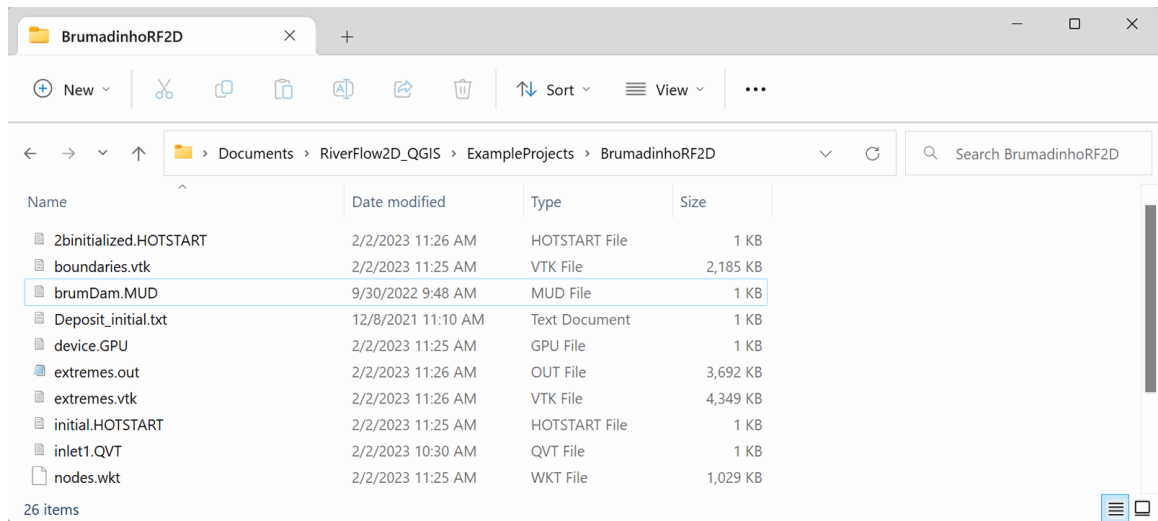 BrumadinhoRF2D
New Sort View
Documents RiverFlow2D_QGIS ExampleProjects BrumadinhoRF2D Search BrumadinhoRF2D
Name Date modified Type Size
2binitialized.HOTSTART 2/2/2023 11:26 AM HOTSTART File 1 KB
boundaries.vtk 2/2/2023 11:25 AM VTK File 2,185 KB
brumDam.MUD 9/30/2022 9:48 AM MUD File 1 KB
Deposit_initial.txt 12/8/2021 11:10 AM Text Document 1 KB
device.GPU 2/2/2023 11:25 AM GPU File 1 KB
extremes.out 2/2/2023 11:26 AM OUT File 3,692 KB
extremes.vtk 2/2/2023 11:26 AM VTK File 4,349 KB
initial.HOTSTART 2/2/2023 11:25 AM HOTSTART File 1 KB
inlet1.QVT 2/2/2023 10:30 AM QVT File 1 KB
nodes.wkt 2/2/2023 11:25 AM WKT File 1,029 KB
26 items